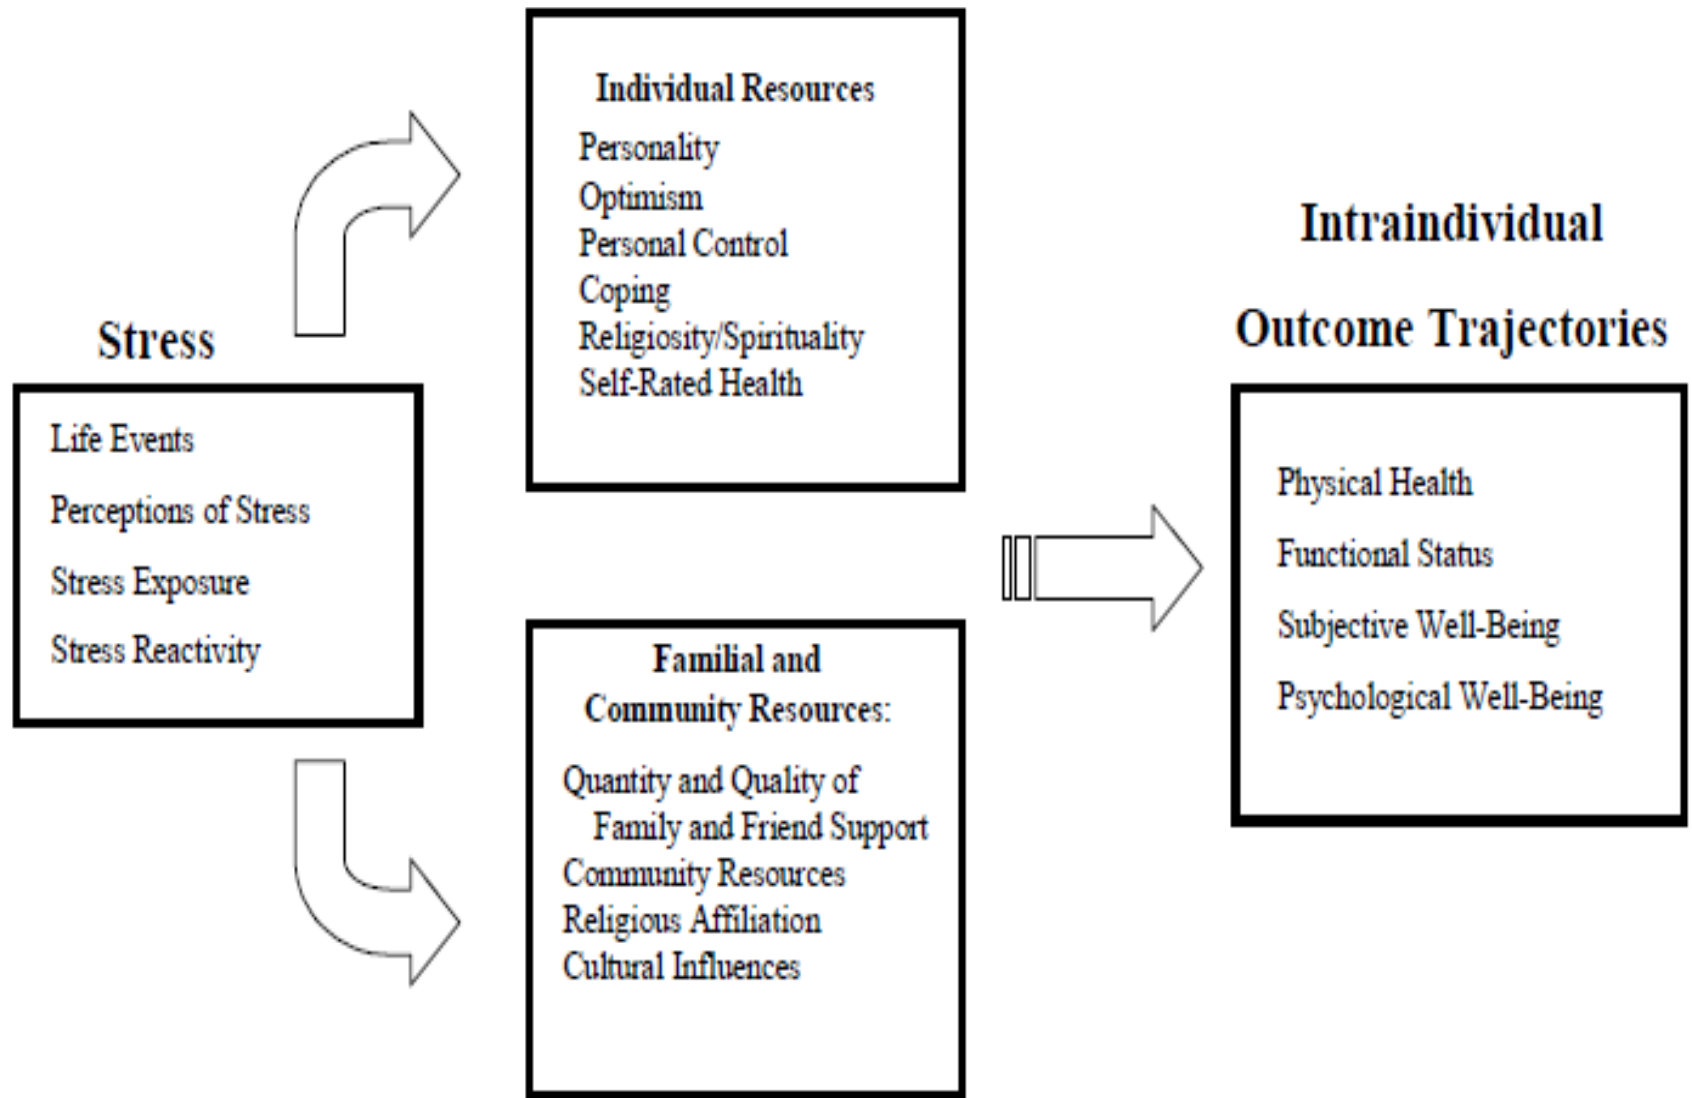 Stress
Life Events
Perceptions of Stress
Stress Exposure
Stress Reactivity
Individual Resources
Personality
Optimism
Personal Control
Coping
Religiosity/Spirituality
Self-Rated Health
Familial and
Community Resources:
Quantity and Quality of
Family and Friend Support
Community Resources
Religious Affiliation
Cultural Influences
Intraindividual
Outcome Trajectories
Physical Health
Functional Status
Subjective Well-Being
Psychological Well-Being